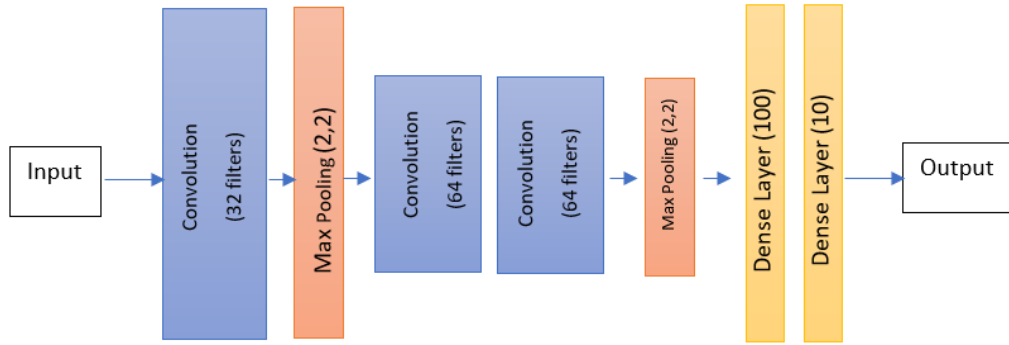 Input
Convolution
(32 filters)
Max Pooling (2,2)
Convolution
(64 filters)
Convolution
(64 filters)
Max Pooling (2,2)
Dense Layer (100)
Dense Layer (10)
Output